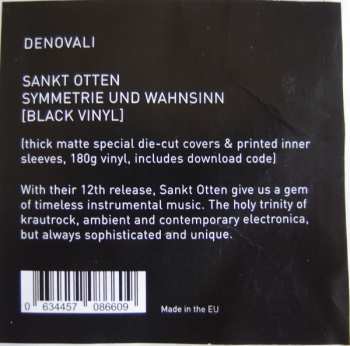 DENOVALI
SANKT OTTEN
SYMMETRIE UND WAHNSINN
[BLACK VINYL]
(thick matte special die-cut covers & printed inner
sleeves, 180g vinyl, includes download code)
With their 12th release, Sankt Otten give us a gem
of timeless instrumental music. The holy trinity of
krautrock, ambient and contemporary electronica,
but always sophisticated and unique.
0 634457 086609
Made in the EU